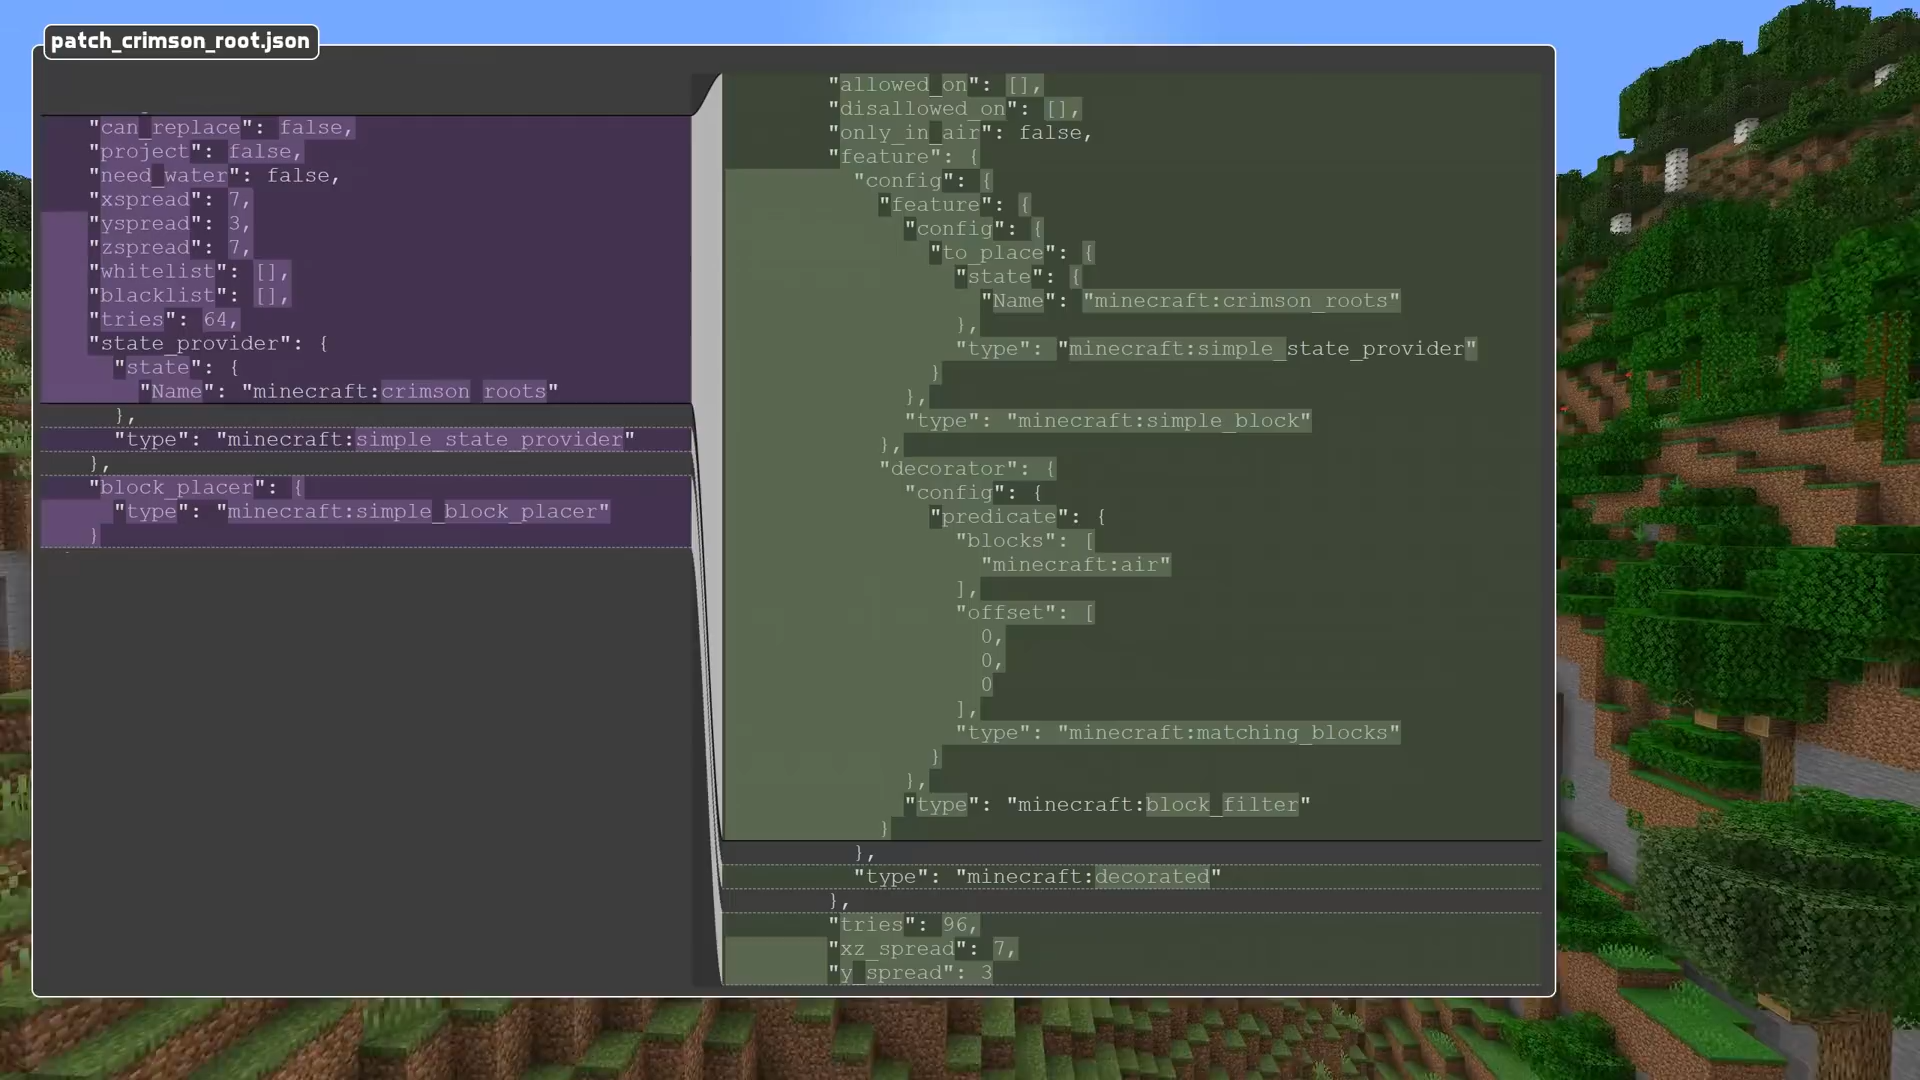 patch_crimson_root.json
"can_replace": false,
"project": false,
"need_water": false,
"xspread": 7,
"yspread": 3,
"zspread": 7,
"whitelist": [],
"blacklist": [],
"tries": 64,
"state_provider": {
"state": {
"Name": "minecraft:crimson_roots"
},
"type": "minecraft:simple_state_provider"
},
"block_placer": {
"type": "minecraft:simple_block_placer"
}
"allowed_on": [],
"disallowed_on": [],
"only_in_air": false,
"feature": {
"config": {
"feature": {
"config": {
"to_place": {
"state": {
"Name": "minecraft:crimson_roots"
},
"type": "minecraft:simple_state_provider"
}
},
"type": "minecraft:simple_block"
},
"decorator": {
"config": {
"predicate": {
"blocks": [
"minecraft:air"
],
"offset": [
0,
0,
0
],
"type": "minecraft:matching_blocks"
}
},
"type": "minecraft:block_filter"
}
},
"type": "minecraft:decorated"
},
"tries": 96,
"xz_spread": 7,
"y_spread": 3